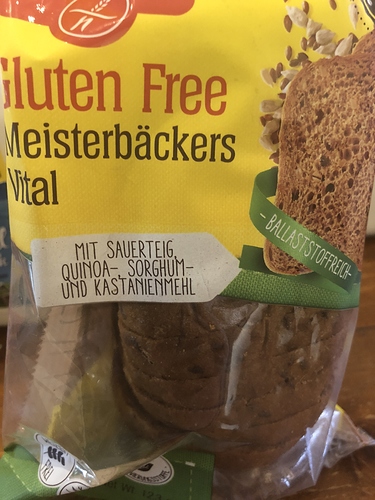 Gluten Free
Meisterbäckers
Vital
MIT SAUERTEIG,
QUINOA-, SORGHUM-
UND KASTANIENMEHL
- BALLASTSTOFFREICH -